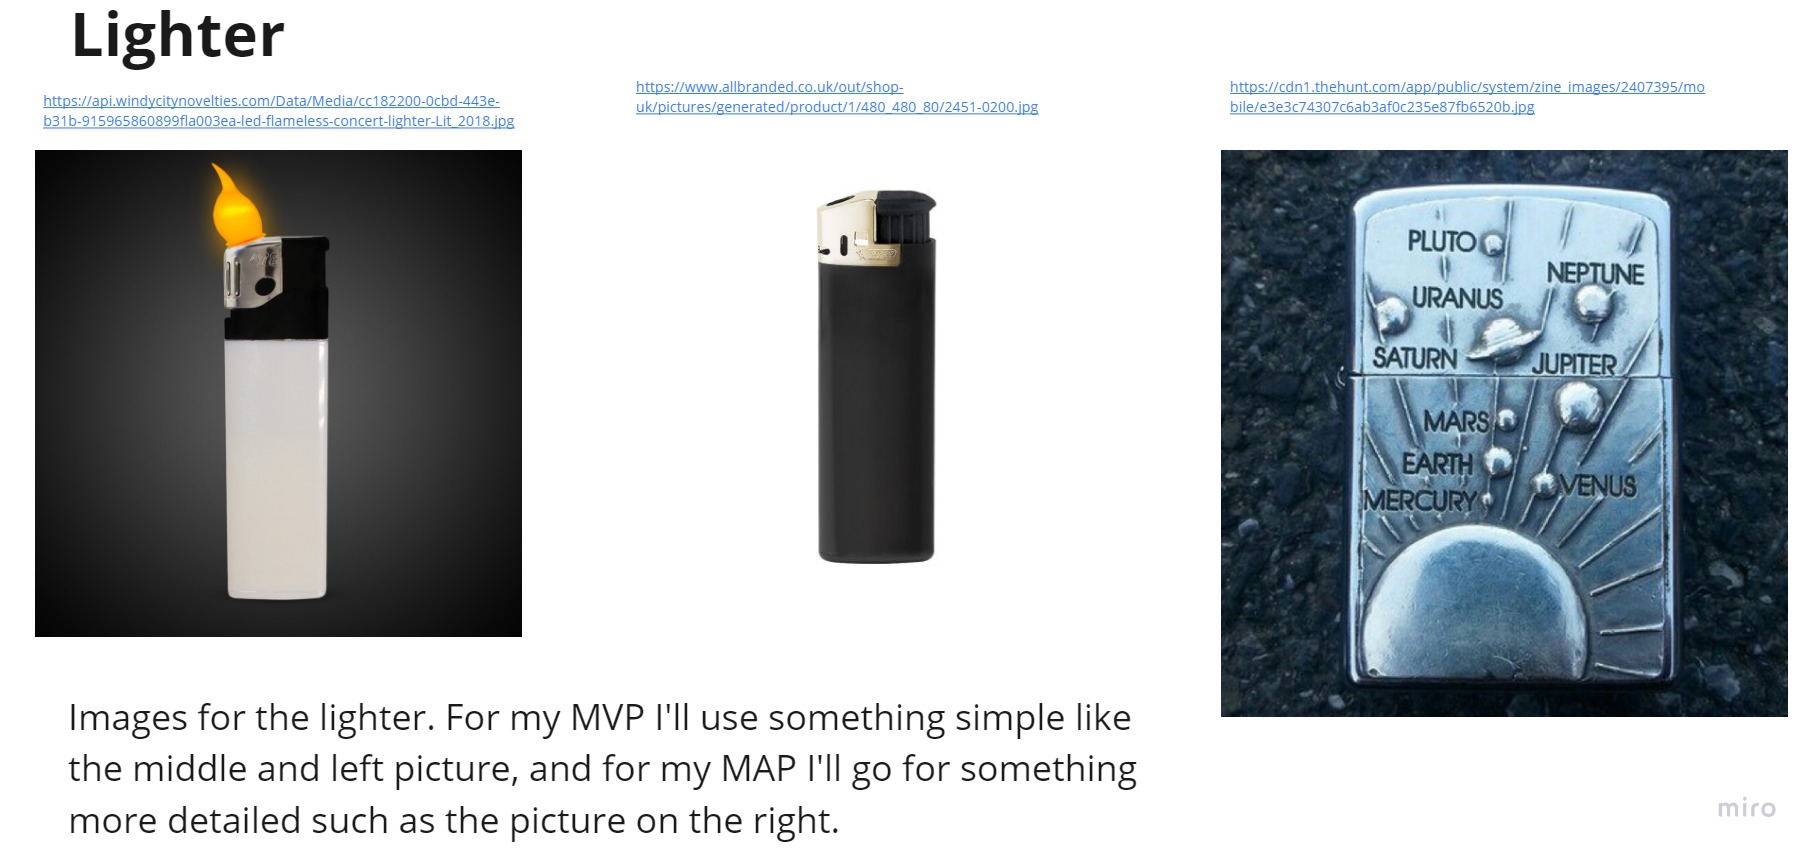 Lighter
https://api.windycitynovelties.com/Data/Media/cc182200-0cbd-443e-
b31b-915965860899fla003ea-led-flameless-concert-lighter-Lit_2018.jpg
https://www.allbranded.co.uk/out/shop-
uk/pictures/generated/product/1/480_480_80/2451-0200.jpg
https://cdn1.thehunt.com/app/public/system/zine_images/2407395/mo
bile/e3e3c74307c6ab3af0c235e87fb6520b.jpg
PLUTO
NEPTUNE
URANUS
SATURN
JUPITER
MARS
EARTH
MERCURY
VENUS
Images for the lighter. For my MVP I'll use something simple like
the middle and left picture, and for my MAP I'll go for something
more detailed such as the picture on the right.
miro